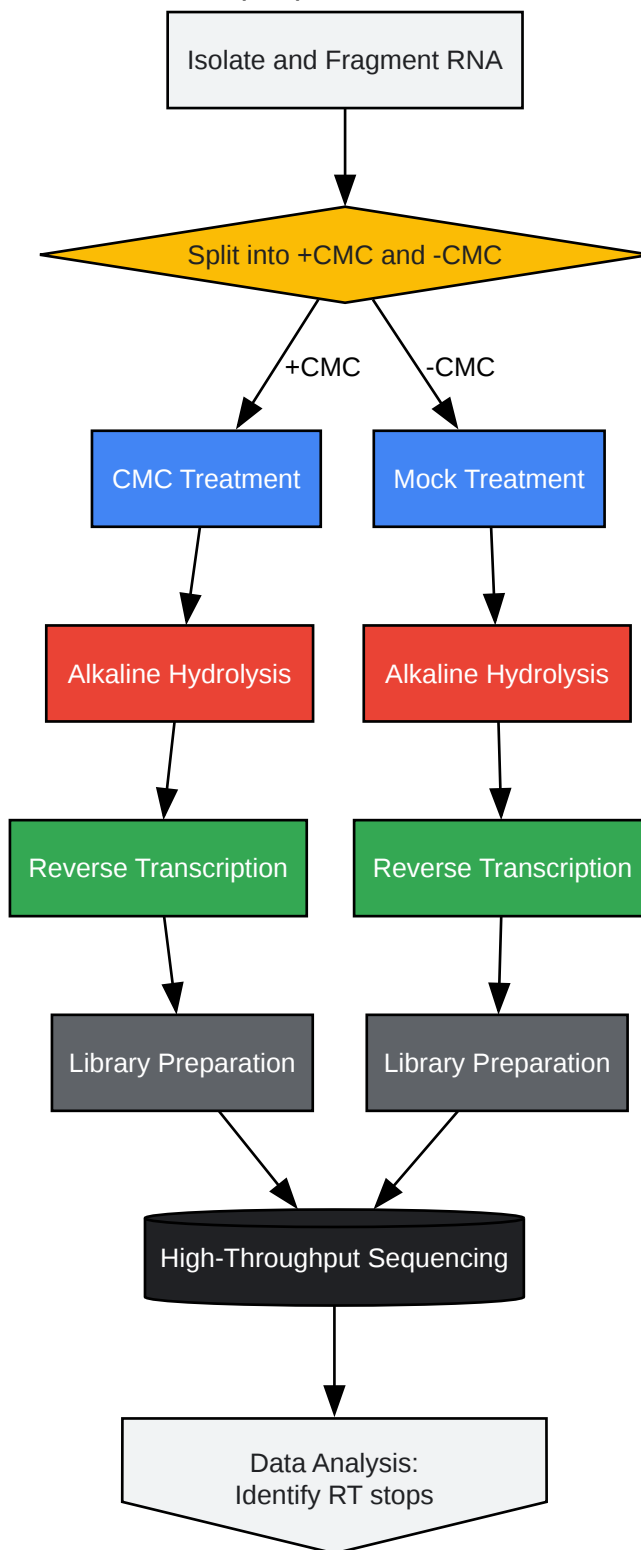 Isolate and Fragment RNA
Split into +CMC and -CMC
+CMC
-CMC
CMC Treatment
Mock Treatment
Alkaline Hydrolysis
Alkaline Hydrolysis
Reverse Transcription
Reverse Transcription
Library Preparation
Library Preparation
High-Throughput Sequencing
Data Analysis:
Identify RT stops